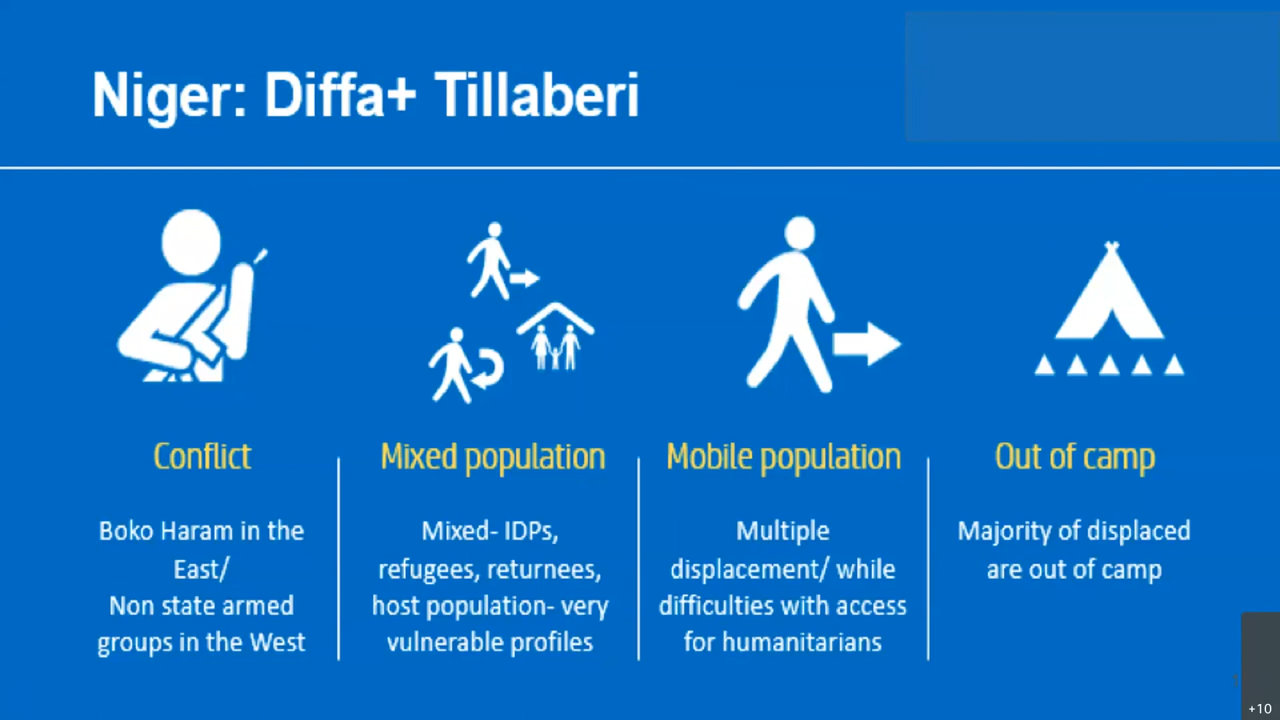 Niger: Diffa+ Tillaberi
Conflict
Boko Haram in the
East/
Non state armed
groups in the West
Mixed population
Mixed- IDPs,
refugees, returnees,
host population- very
vulnerable profiles
Mobile population
Multiple
displacement/ while
difficulties with access
for humanitarians
Out of camp
Majority of displaced
are out of camp
+10